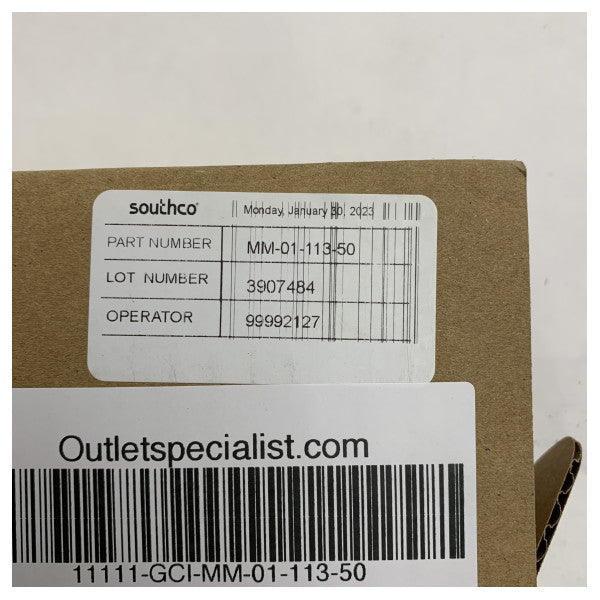 southco Monday, January 30, 2023
PART NUMBER MM-01-113-50
LOT NUMBER 3907484
OPERATOR 99992127
Outletspecialist.com
11111-GCI-MM-01-113-50